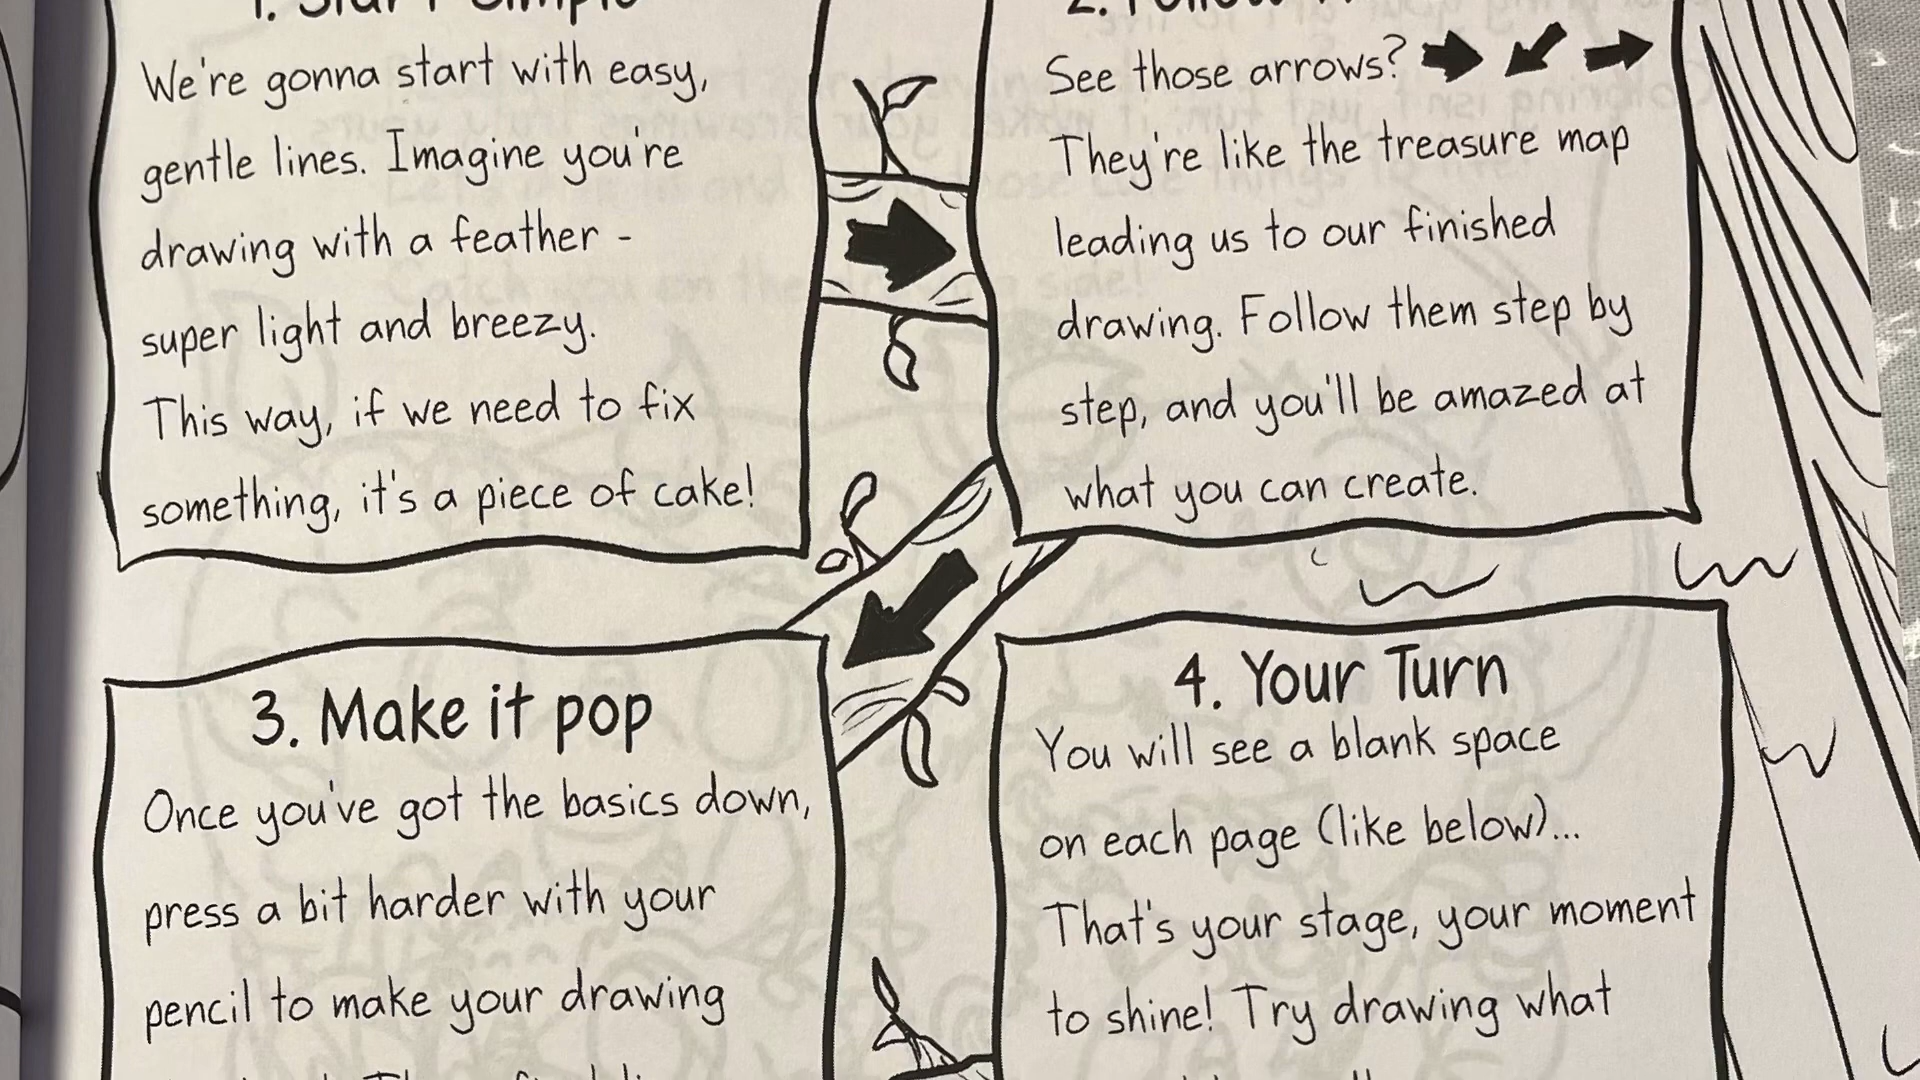 1. Start Simple
We're gonna start with easy,
gentle lines. Imagine you're
drawing with a feather -
super light and breezy.
This way, if we need to fix
something, it's a piece of cake!
2. Follow
See those arrows?
They're like the treasure map
leading us to our finished
drawing. Follow them step by
step, and you'll be amazed at
what you can create.
3. Make it pop
Once you've got the basics down,
press a bit harder with your
pencil to make your drawing
4. Your Turn
You will see a blank space
on each page (like below)...
That's your stage, your moment
to shine! Try drawing what